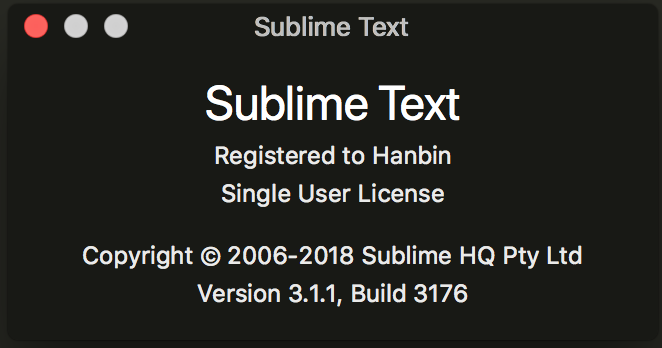 Sublime Text
Sublime Text
Registered to Hanbin
Single User License
Copyright © 2006-2018 Sublime HQ Pty Ltd
Version 3.1.1, Build 3176